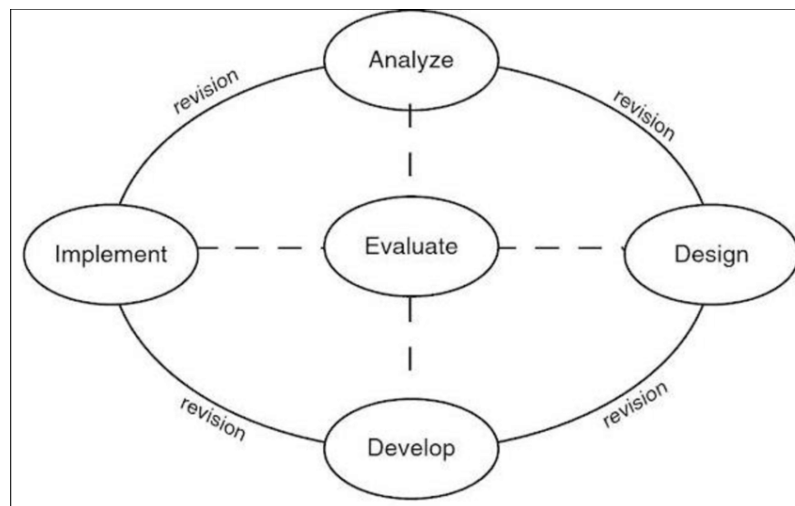 Analyze
revision
revision
Implement
Evaluate
Design
revision
revision
Develop